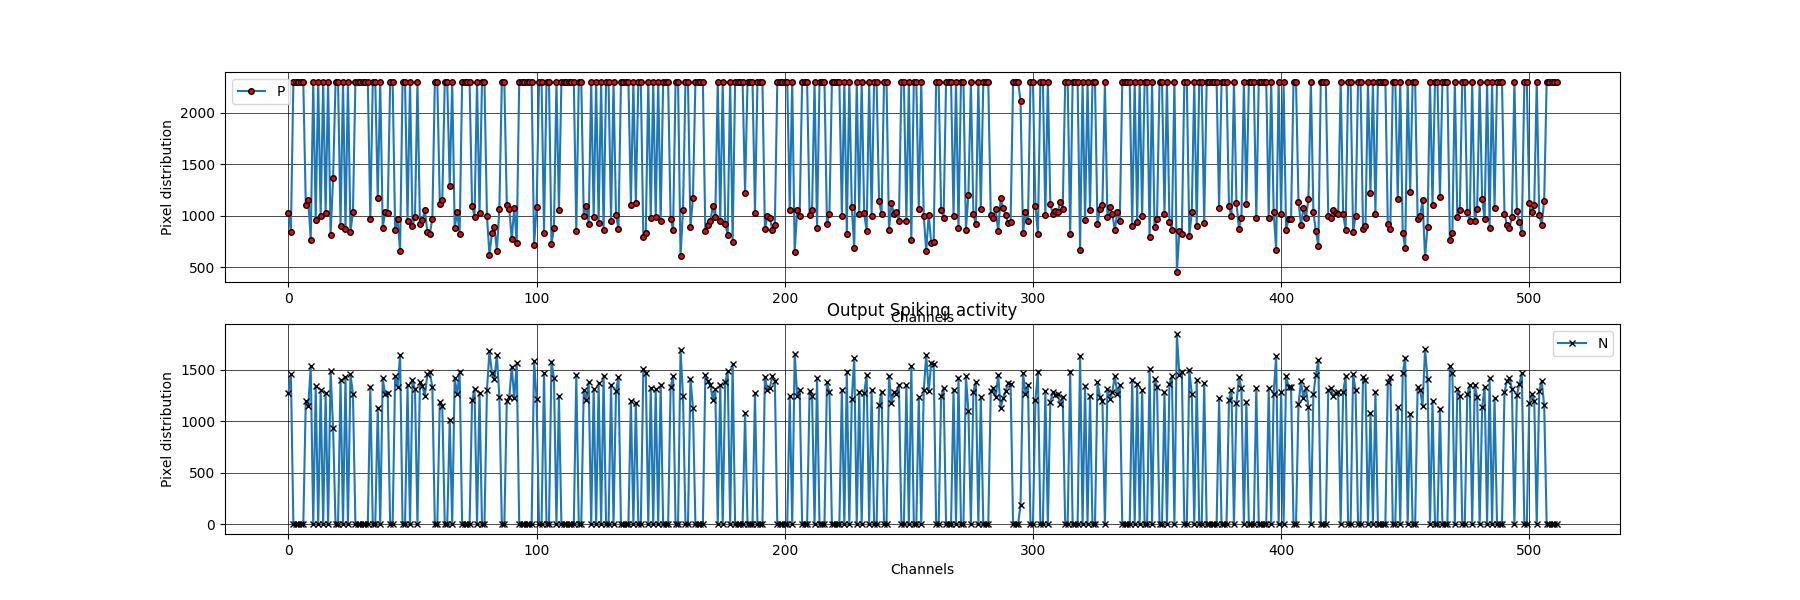 P
Pixel distribution
2000
1500
1000
500
0 100 200 300 400 500
Channels
Output Spiking activity
N
Pixel distribution
1500
1000
500
0
0 100 200 300 400 500
Channels